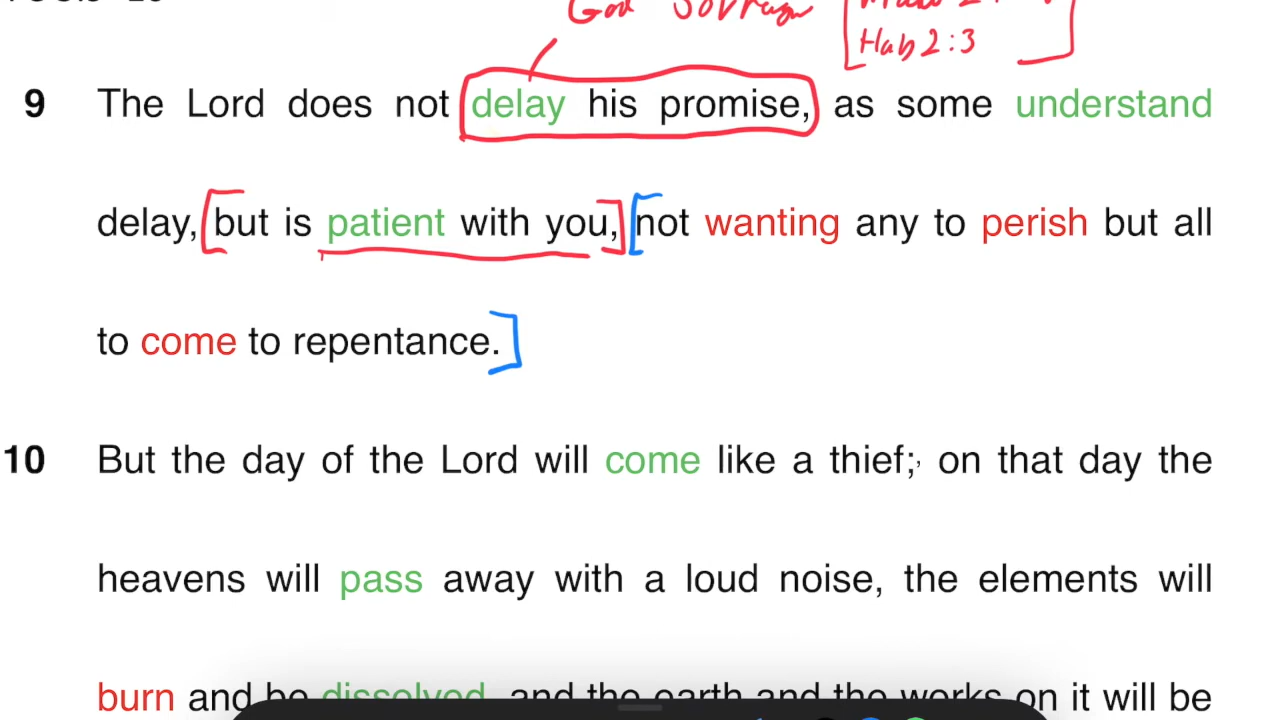 God
Hab 2:3
9 The Lord does not delay his promise, as some understand
delay, but is patient with you, not wanting any to perish but all
to come to repentance.
10 But the day of the Lord will come like a thief; on that day the
heavens will pass away with a loud noise, the elements will
burn and be dissolved, and the earth and the works on it will be